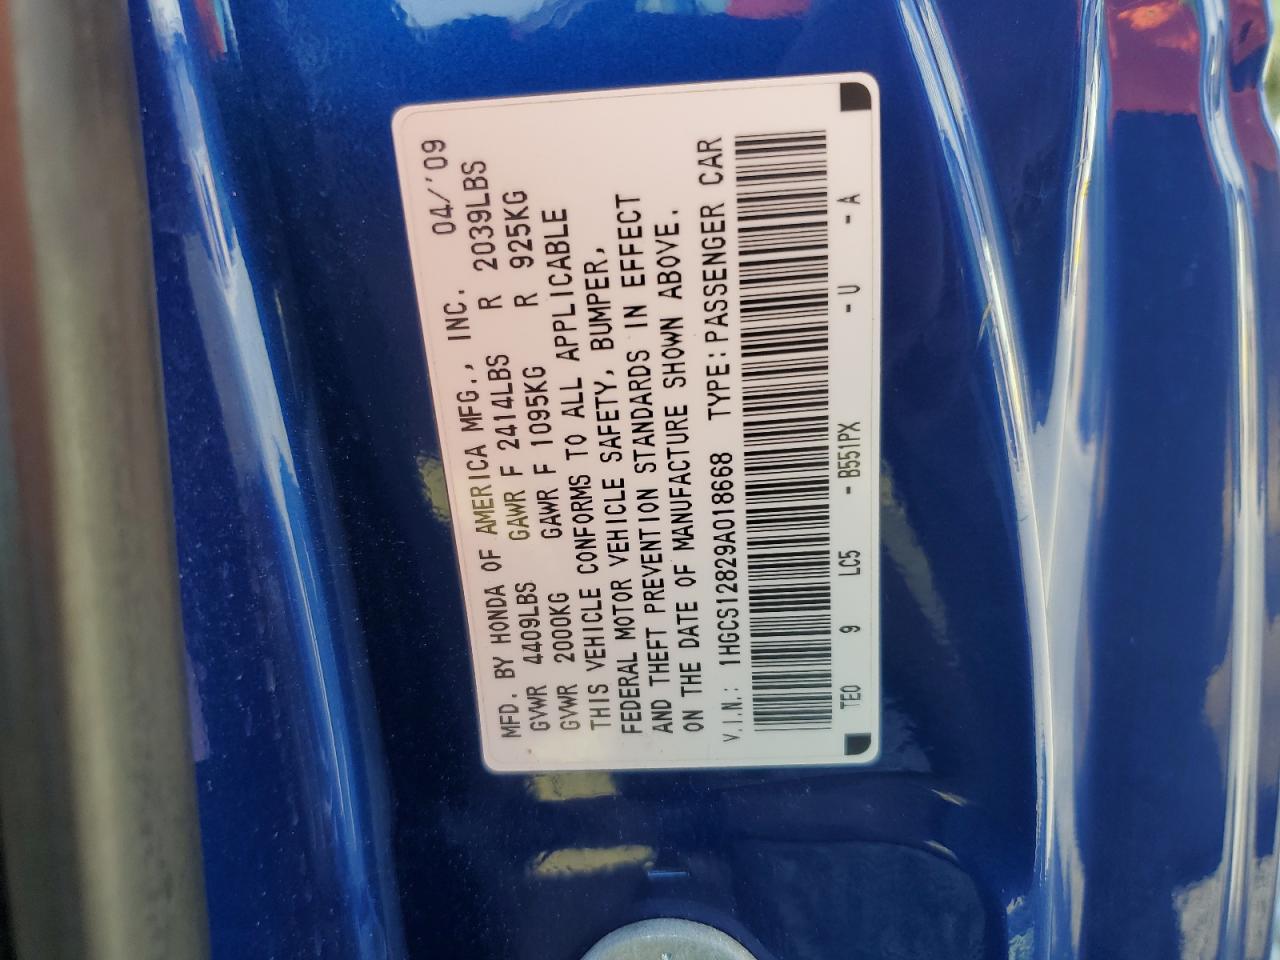 MFD. BY HONDA OF AMERICA MFG., INC. 04/'09
GVWR 4409LBS GAWR F 2414LBS R 2039LBS
GVWR 2000KG GAWR F 1095KG R 925KG
THIS VEHICLE CONFORMS TO ALL APPLICABLE
FEDERAL MOTOR VEHICLE SAFETY, BUMPER,
AND THEFT PREVENTION STANDARDS IN EFFECT
ON THE DATE OF MANUFACTURE SHOWN ABOVE.
V.I.N.: 1HGCS12829A018668 TYPE: PASSENGER CAR
TE0 9 LC5 - B551PX - U - A